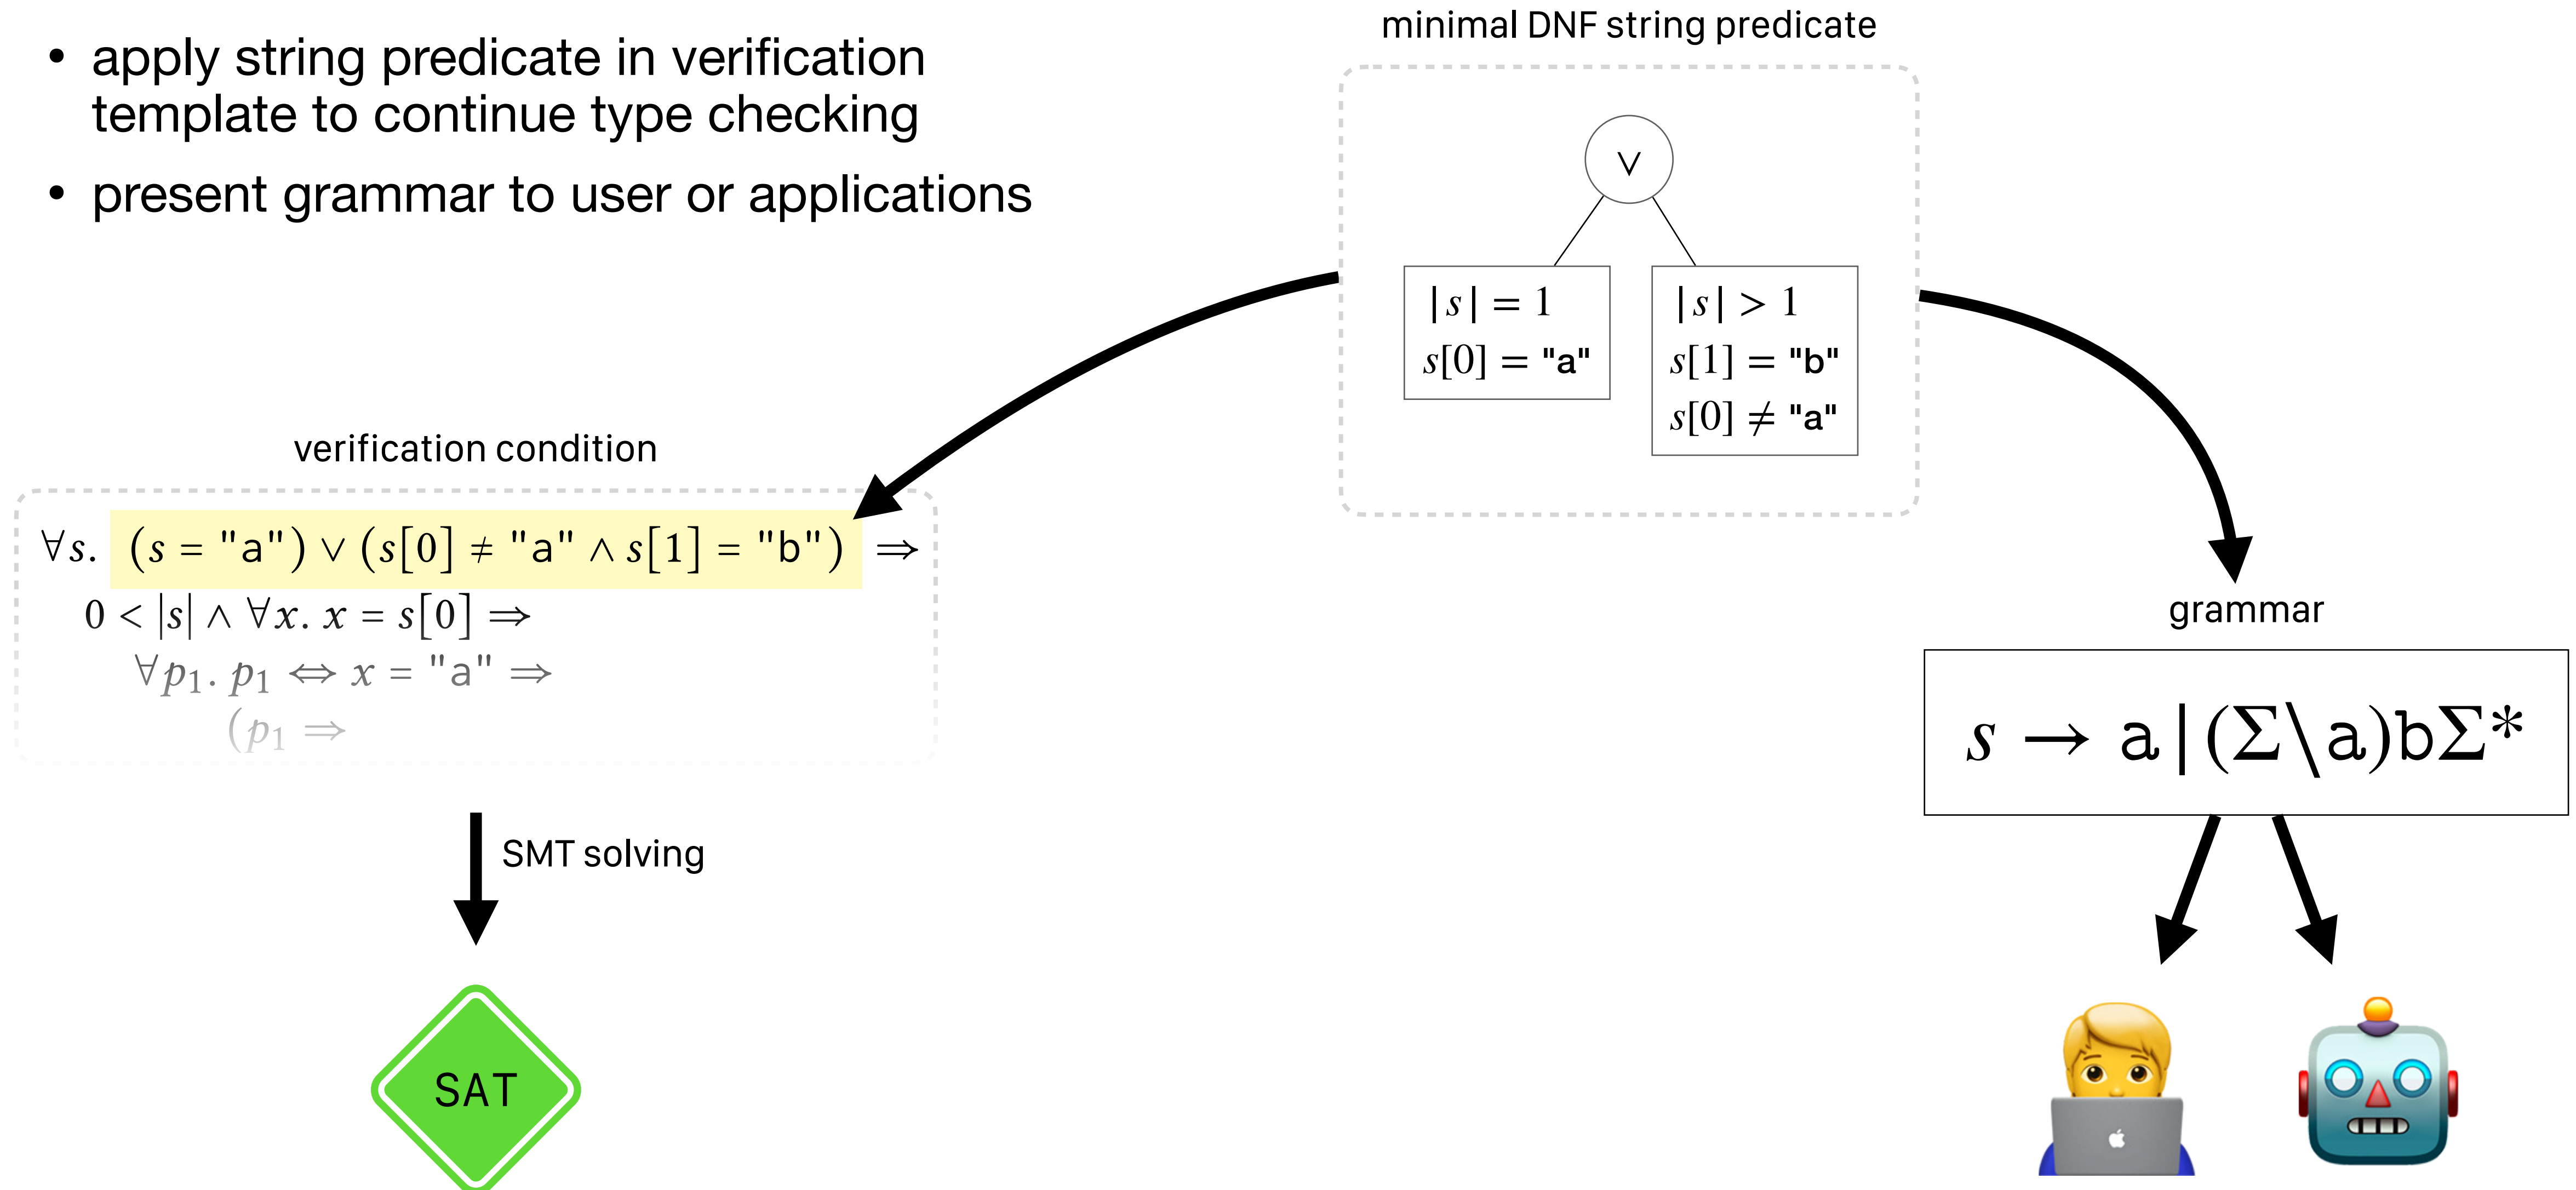 • apply string predicate in verification
template to continue type checking
• present grammar to user or applications
minimal DNF string predicate
∨
|s| = 1
s[0] = "a"
|s| > 1
s[1] = "b"
s[0] ≠ "a"
verification condition
∀s. (s = "a") ∨ (s[0] ≠ "a" ∧ s[1] = "b") ⇒
0 < |s| ∧ ∀x. x = s[0] ⇒
∀p₁. p₁ ⇔ x = "a" ⇒
(p₁ ⇒
SMT solving
SAT
grammar
s → a|(Σ\a)bΣ*